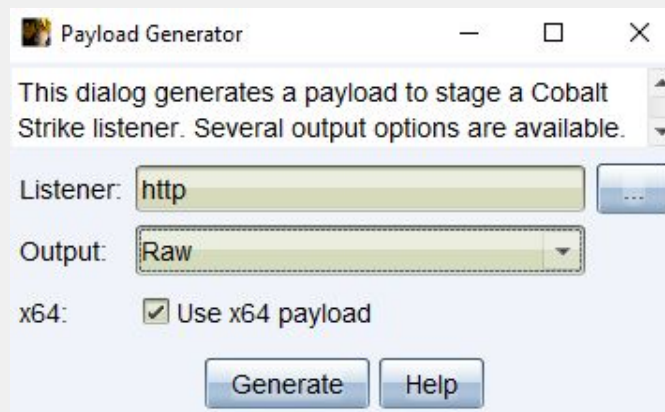 Payload Generator
This dialog generates a payload to stage a Cobalt
Strike listener. Several output options are available.
Listener: http ...
Output: Raw
x64: Use x64 payload
Generate Help